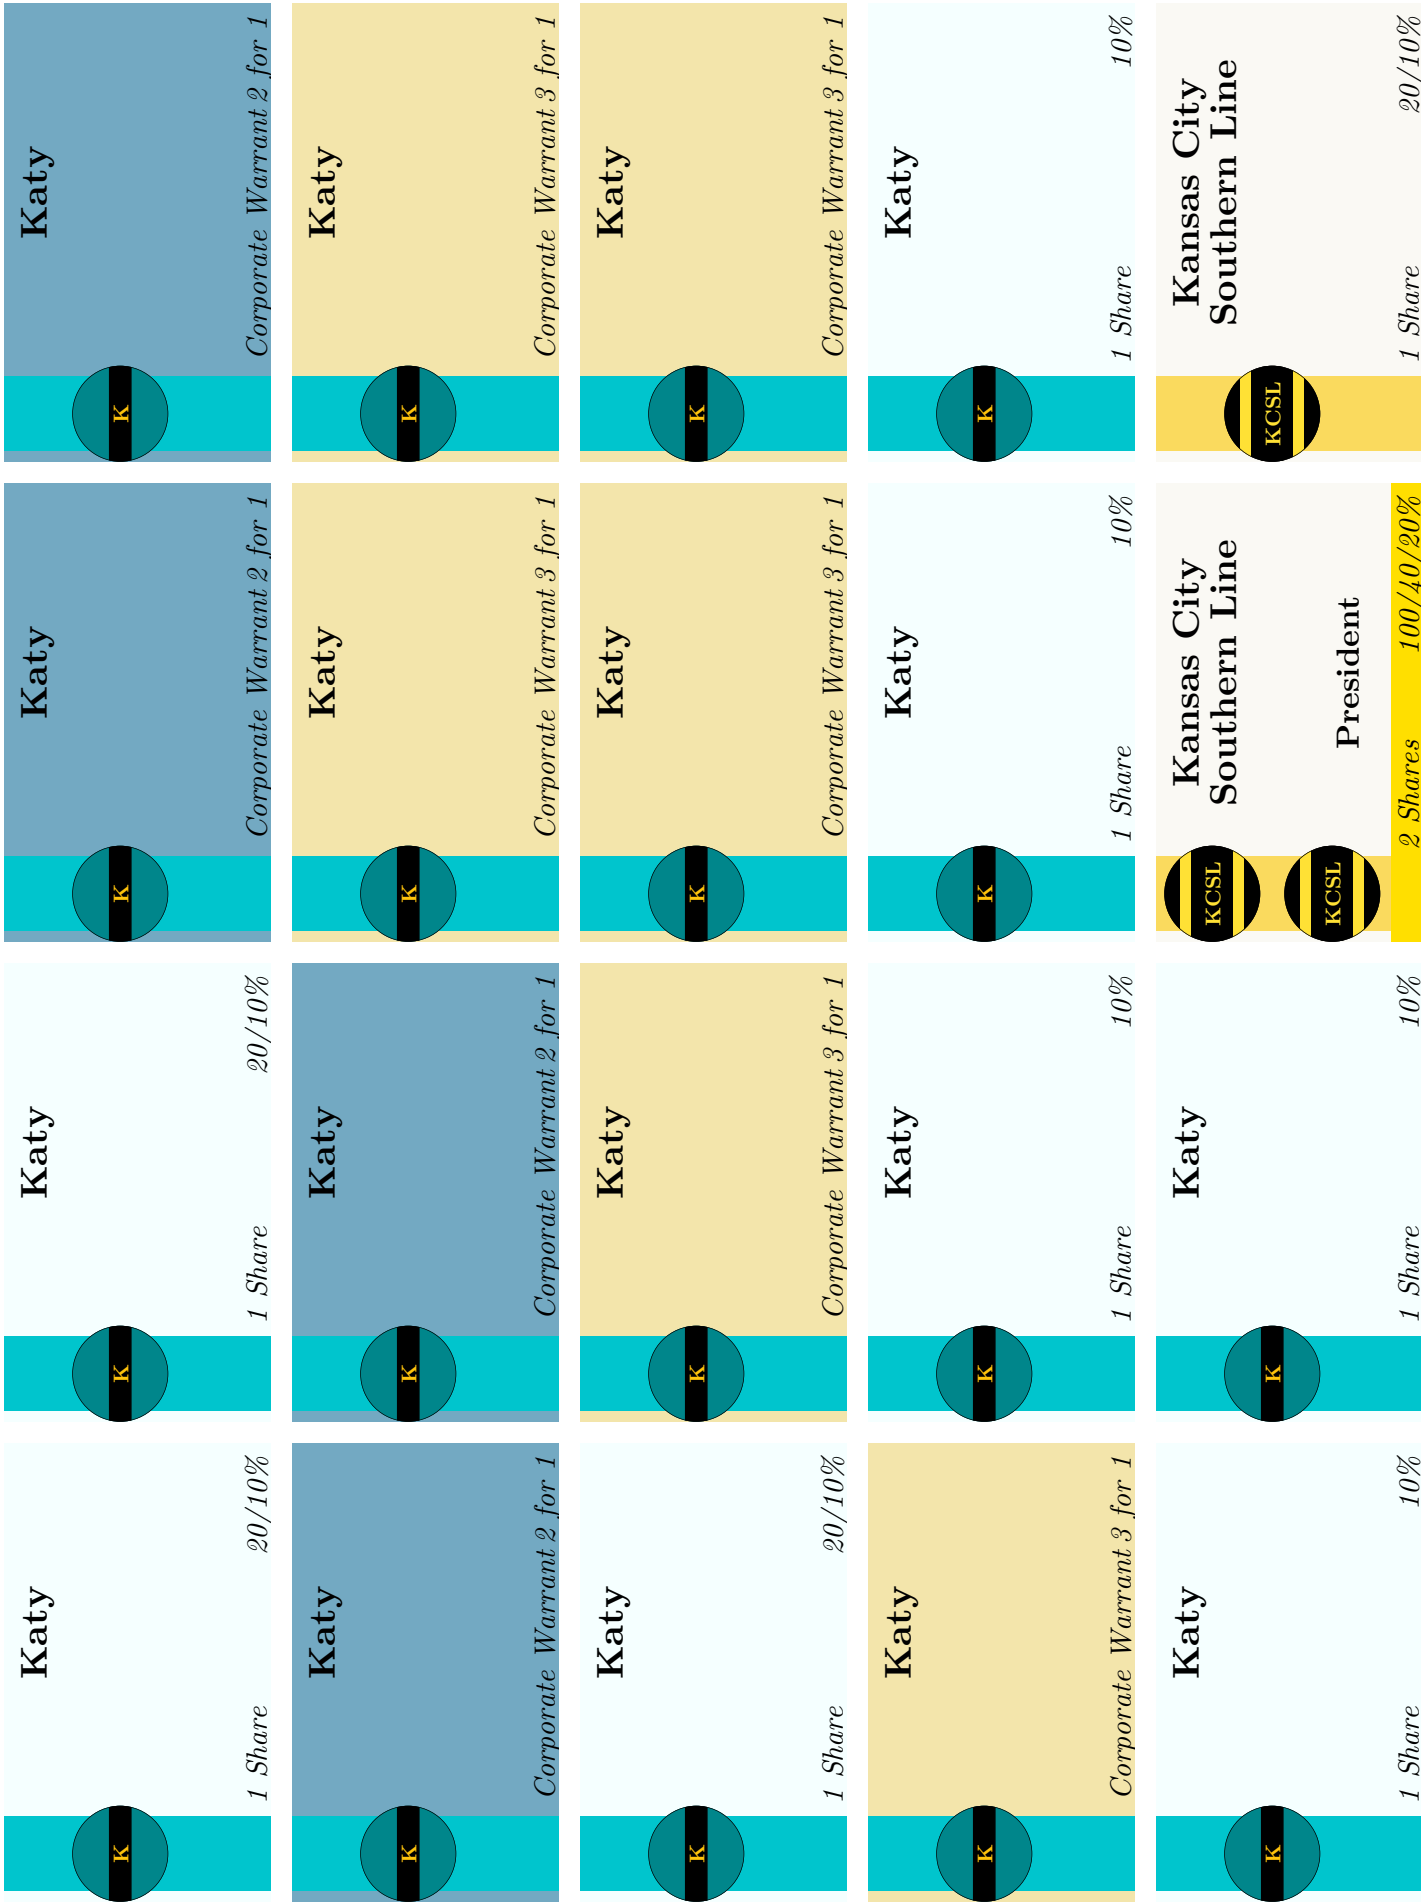 Katy
K
1 Share 20/10%
Katy
K
1 Share 20/10%
Katy
K
Corporate Warrant 2 for 1
Katy
K
Corporate Warrant 2 for 1
Katy
K
Corporate Warrant 2 for 1
Katy
K
Corporate Warrant 2 for 1
Katy
K
Corporate Warrant 3 for 1
Katy
K
Corporate Warrant 3 for 1
Katy
K
1 Share 20/10%
Katy
K
Corporate Warrant 3 for 1
Katy
K
Corporate Warrant 3 for 1
Katy
K
Corporate Warrant 3 for 1
Katy
K
Corporate Warrant 3 for 1
Katy
K
1 Share 10%
Katy
K
1 Share 10%
Katy
K
1 Share 10%
Katy
K
1 Share 10%
Katy
K
1 Share 10%
Kansas City
Southern Line
KCSL
KCSL
President
2 Shares 100/40/20%
Kansas City
Southern Line
KCSL
1 Share 20/10%